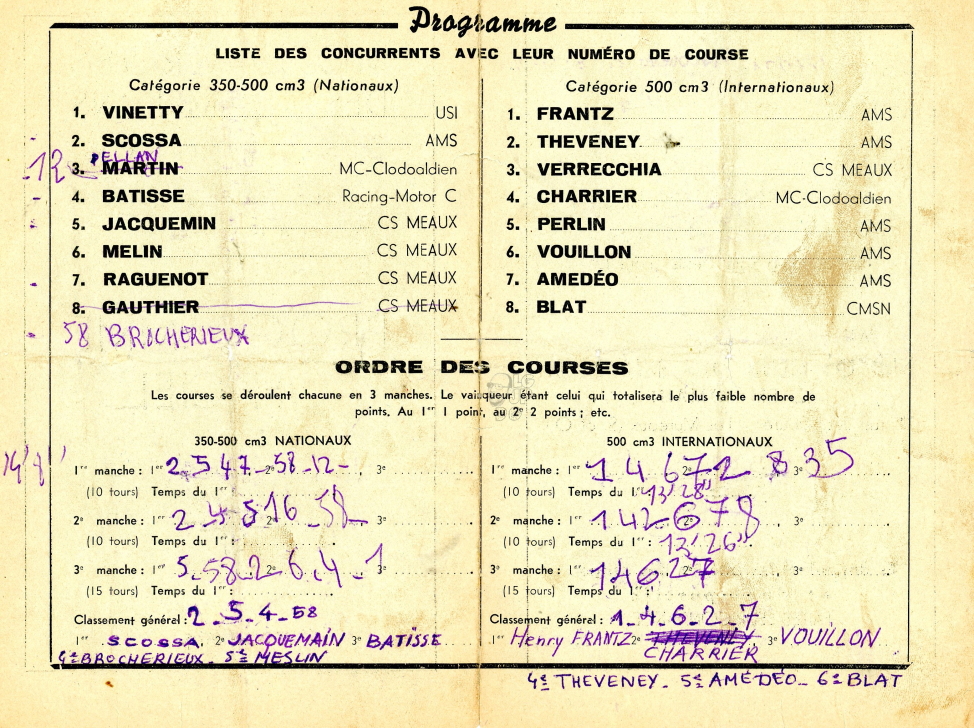 Programme
LISTE DES CONCURRENTS AVEC LEUR NUMÉRO DE COURSE
Catégorie 350-500 cm3 (Nationaux)
1. VINETTY USI
2. SCOSSA AMS
12 PELLAN
3. MARTIN MC-Clodoaldien
4. BATISSE Racing-Motor C
5. JACQUEMIN CS MEAUX
6. MELIN CS MEAUX
7. RAGUENOT CS MEAUX
8. GAUTHIER CS MEAUX
58 BROCHERIEUX
Catégorie 500 cm3 (Internationaux)
1. FRANTZ AMS
2. THEVENEY AMS
3. VERRECCHIA CS MEAUX
4. CHARRIER MC-Clodoaldien
5. PERLIN AMS
6. VOUILLON AMS
7. AMEDÉO AMS
8. BLAT CMSN
ORDRE DES COURSES
Les courses se déroulent chacune en 3 manches. Le vainqueur étant celui qui totalisera le plus faible nombre de
points. Au 1er 1 point, au 2e 2 points ; etc.
350-500 cm3 NATIONAUX
1re manche : 1er 2 5 4 7 2e 58 - 12 - 3e
(10 tours) Temps du 1er :
2e manche : 1er 2 4 5 1 6 2e 58 3e
(10 tours) Temps du 1er :
3e manche : 1er 5 - 58 - 2 - 2e 6 - 4 - 1 3e
(15 tours) Temps du 1er :
Classement général : 2 - 5 - 4 - 58
1er SCOSSA 2e JACQUEMAIN 3e BATISSE
4e BROCHERIEUX - 5e MESLIN
500 cm3 INTERNATIONAUX
1re manche : 1er 1 4 6 7 2e 2 8 3e 3 5
(10 tours) Temps du 1er 13' 28"
2e manche : 1er 1 4 2 6 2e 7 8 3e
(10 tours) Temps du 1er : 13' 26"
3e manche : 1er 1 4 6 2 7 2e 3e
(15 tours) Temps du 1er :
Classement général : 1 - 4 - 6 - 2 - 7
1er Henry FRANTZ 2e THEVENEY 3e VOUILLON
CHARRIER
4e THEVENEY - 5e AMÉDÉO - 6e BLAT